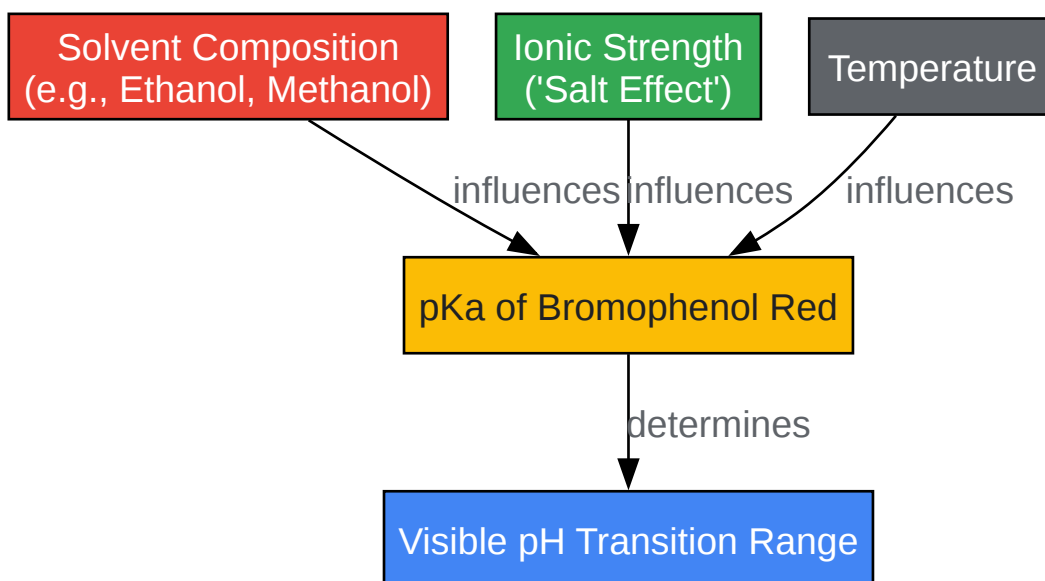 Solvent Composition
(e.g., Ethanol, Methanol)
Ionic Strength
('Salt Effect')
Temperature
influences
influences
influences
pKa of Bromophenol Red
determines
Visible pH Transition Range